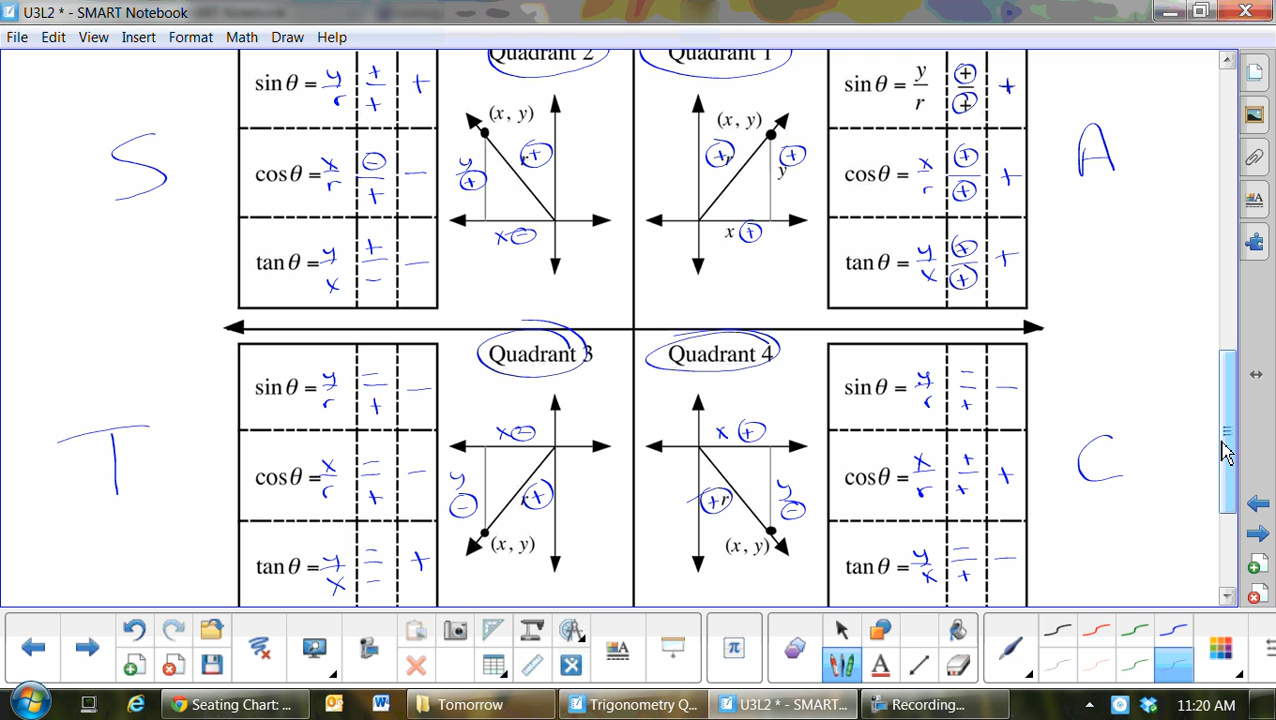 U3L2 * - SMART Notebook
File Edit View Insert Format Math Draw Help
Quadrant 2
Quadrant 1
sin θ = y/r +/+ +
(x, y)
y +
r +
x −
cos θ = x/r −/+ −
tan θ = y/x +/− −
S
(x, y)
+ r
y +
x +
sin θ = y/r +/+ +
cos θ = x/r +/+ +
tan θ = y/x +/+ +
A
Quadrant 3
Quadrant 4
sin θ = y/r −/+ −
cos θ = x/r −/+ −
tan θ = y/x −/− +
T
x −
y −
r +
(x, y)
x +
+ r
y −
(x, y)
sin θ = y/r −/+ −
cos θ = x/r +/+ +
tan θ = y/x −/+ −
C
π
A
Seating Chart: ...
Tomorrow
Trigonometry Q...
U3L2 * - SMART...
Recording...
11:20 AM